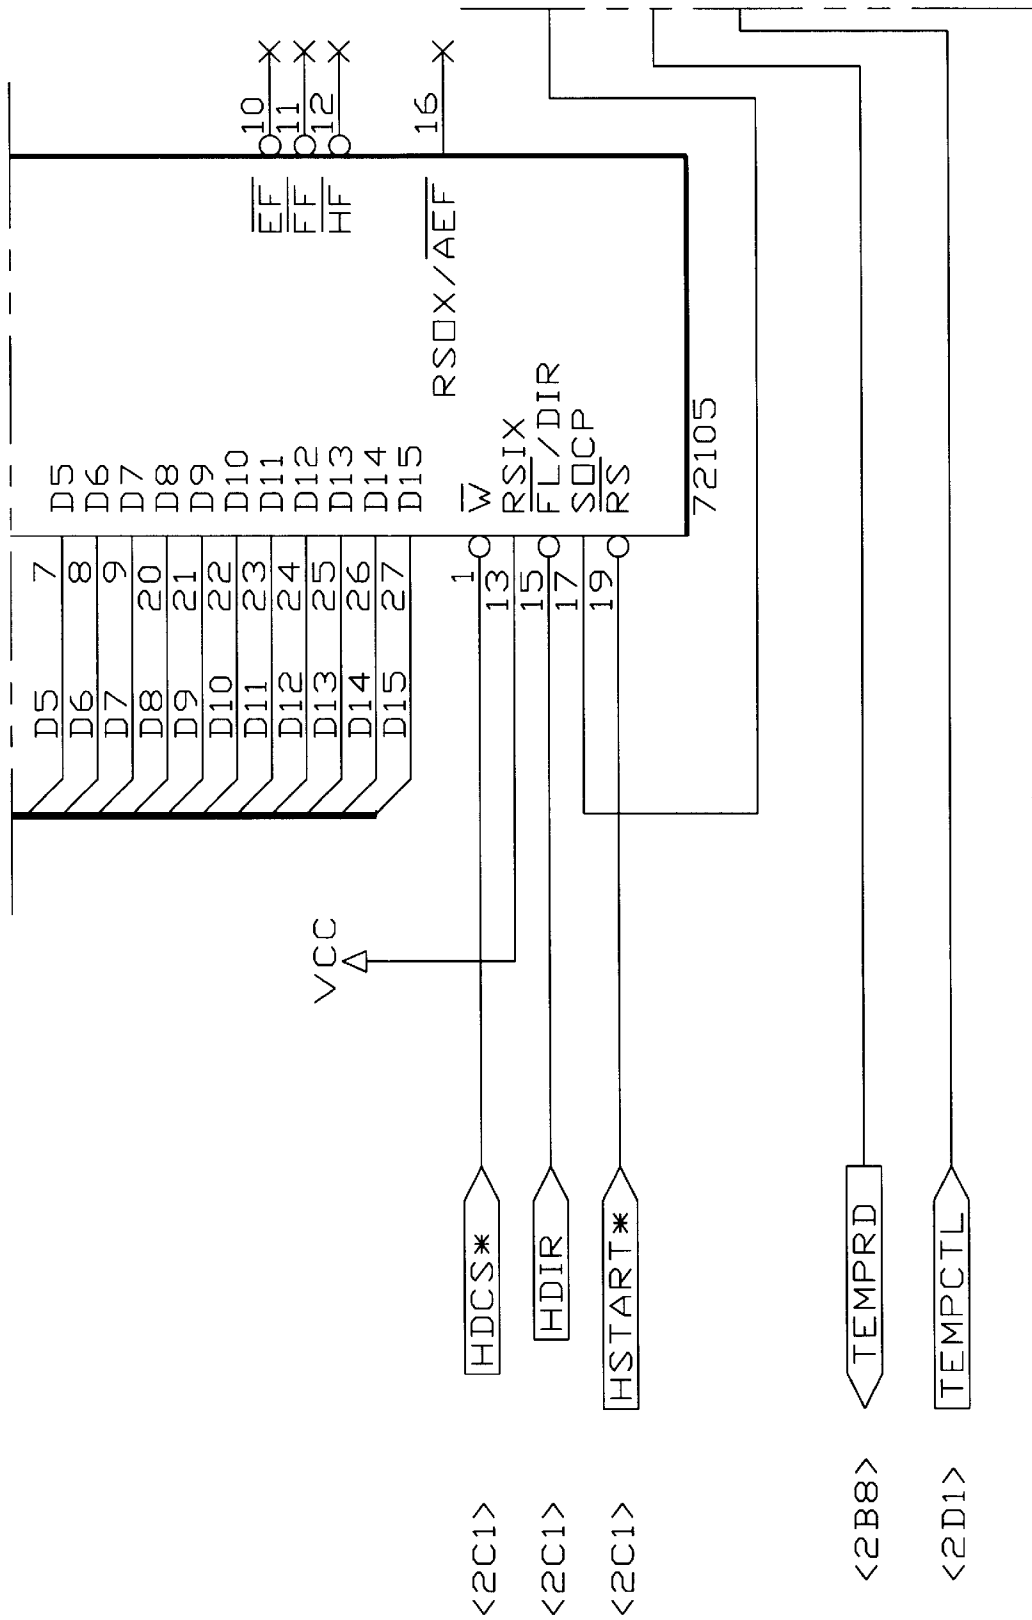 D5 7 D5
D6 8 D6
D7 9 D7
D8 20 D8
D9 21 D9
D10 22 D10
D11 23 D11
D12 24 D12
D13 25 D13
D14 26 D14
D15 27 D15
EF 10
FF 11
HF 12
RSOX/AEF 16
VCC
<2C1> HDCS* 1 W
13 RSIX
<2C1> HDIR 15 FL/DIR
17 SOCP
<2C1> HSTART* 19 RS
72105
<2B8> TEMPRD
<2D1> TEMPCTL